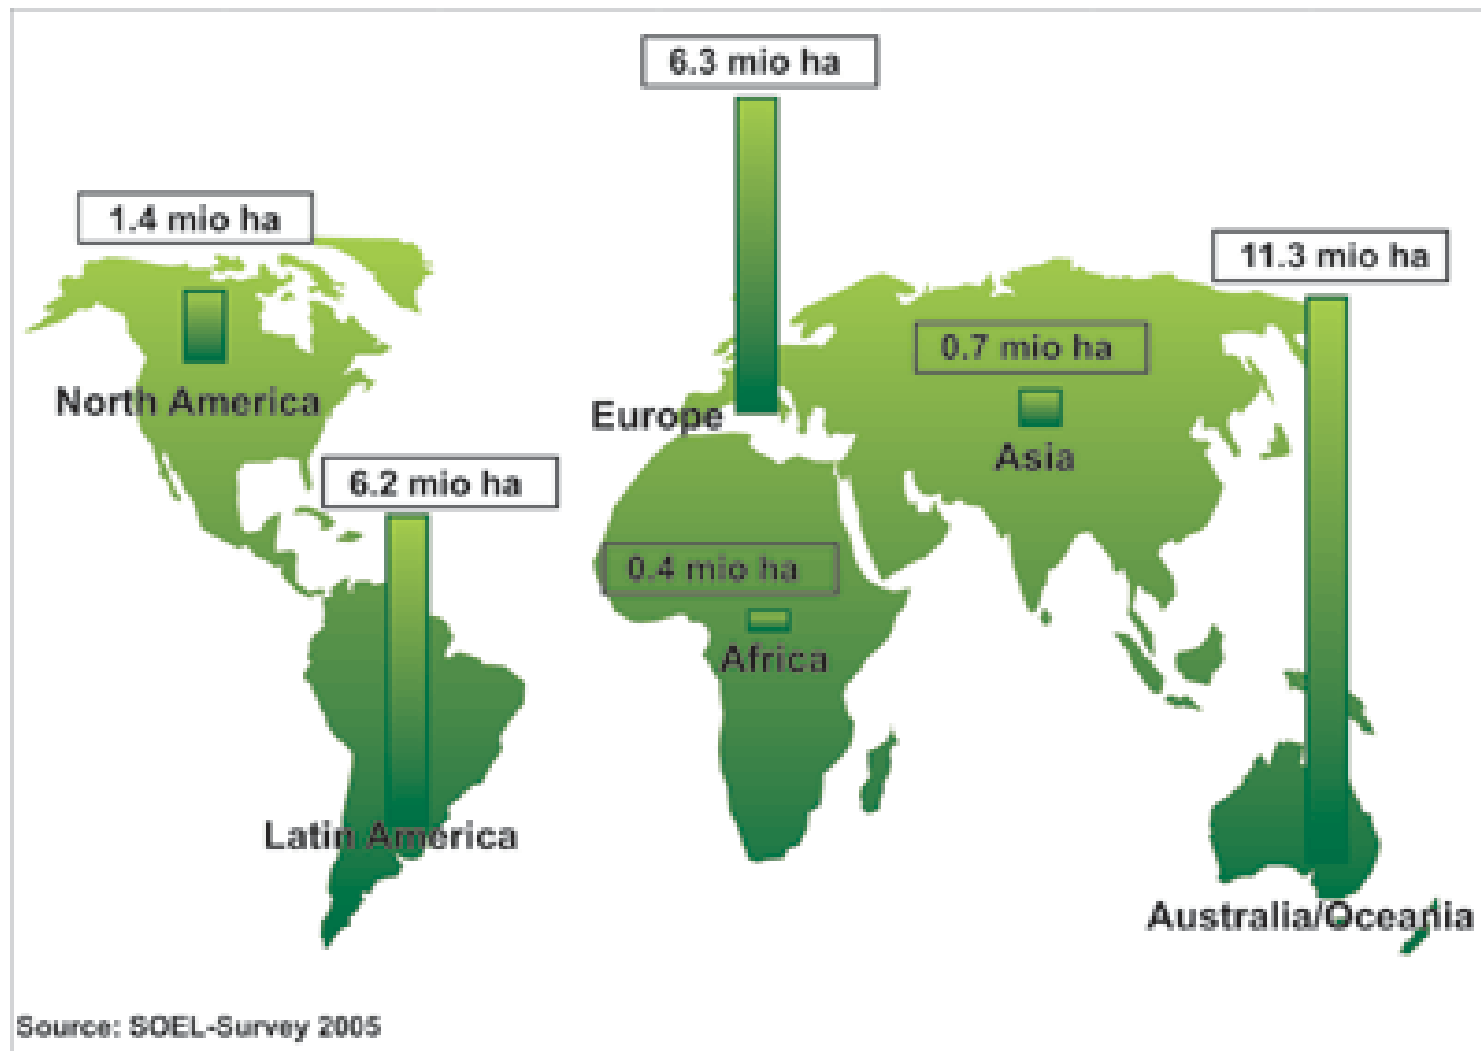 6.3 mio ha
1.4 mio ha
11.3 mio ha
0.7 mio ha
North America
Europe
Asia
6.2 mio ha
0.4 mio ha
Africa
Latin America
Australia/Oceania
Source: SOEL-Survey 2005